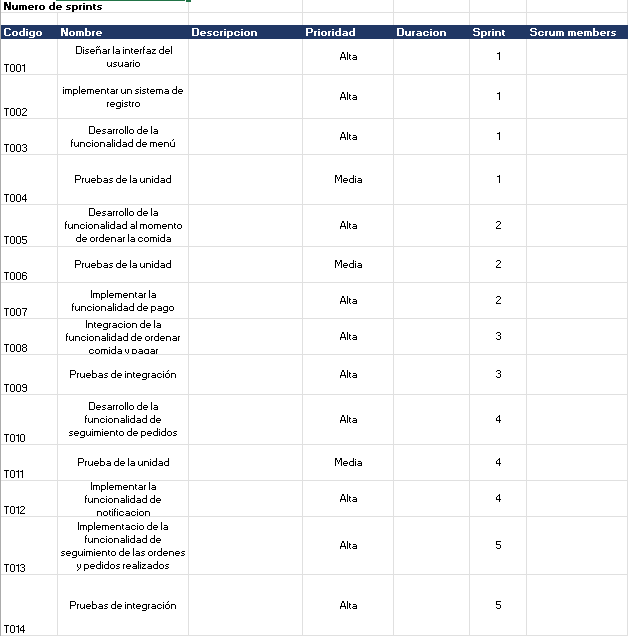 Numero de sprints
Codigo Nombre Descripcion Prioridad Duracion Sprint Scrum members
T001 Diseñar la interfaz del usuario Alta 1
T002 implementar un sistema de registro Alta 1
T003 Desarrollo de la funcionalidad de menú Alta 1
T004 Pruebas de la unidad Media 1
T005 Desarrollo de la funcionalidad al momento de ordenar la comida Alta 2
T006 Pruebas de la unidad Media 2
T007 Implementar la funcionalidad de pago Alta 2
T008 Integracion de la funcionalidad de ordenar comida y pagar Alta 3
T009 Pruebas de integración Alta 3
T010 Desarrollo de la funcionalidad de seguimiento de pedidos Alta 4
T011 Prueba de la unidad Media 4
T012 Implementar la funcionalidad de notificacion Alta 4
T013 Implementacio de la funcionalidad de seguimiento de las ordenes y pedidos realizados Alta 5
T014 Pruebas de integración Alta 5